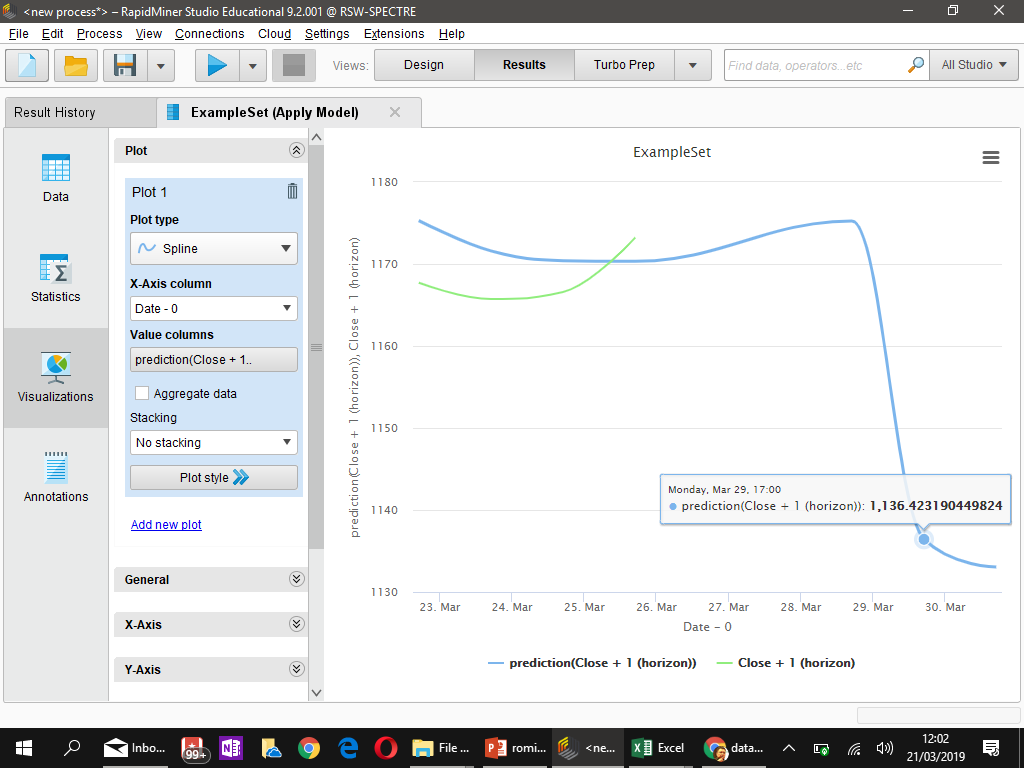 <new process*> – RapidMiner Studio Educational 9.2.001 @ RSW-SPECTRE
File Edit Process View Connections Cloud Settings Extensions Help
Views: Design Results Turbo Prep Find data, operators...etc All Studio
Result History ExampleSet (Apply Model)
Data
Statistics
Visualizations
Annotations
Plot
Plot 1
Plot type
Spline
X-Axis column
Date - 0
Value columns
prediction(Close + 1..
Aggregate data
Stacking
No stacking
Plot style
Add new plot
General
X-Axis
Y-Axis
ExampleSet
prediction(Close + 1 (horizon)), Close + 1 (horizon)
1180
1170
1160
1150
1140
1130
Monday, Mar 29, 17:00
prediction(Close + 1 (horizon)): 1,136.423190449824
23. Mar 24. Mar 25. Mar 26. Mar 27. Mar 28. Mar 29. Mar 30. Mar
Date - 0
prediction(Close + 1 (horizon)) Close + 1 (horizon)
Inbo... 99+ N File ... romi... <ne... Excel data... 12:02
21/03/2019